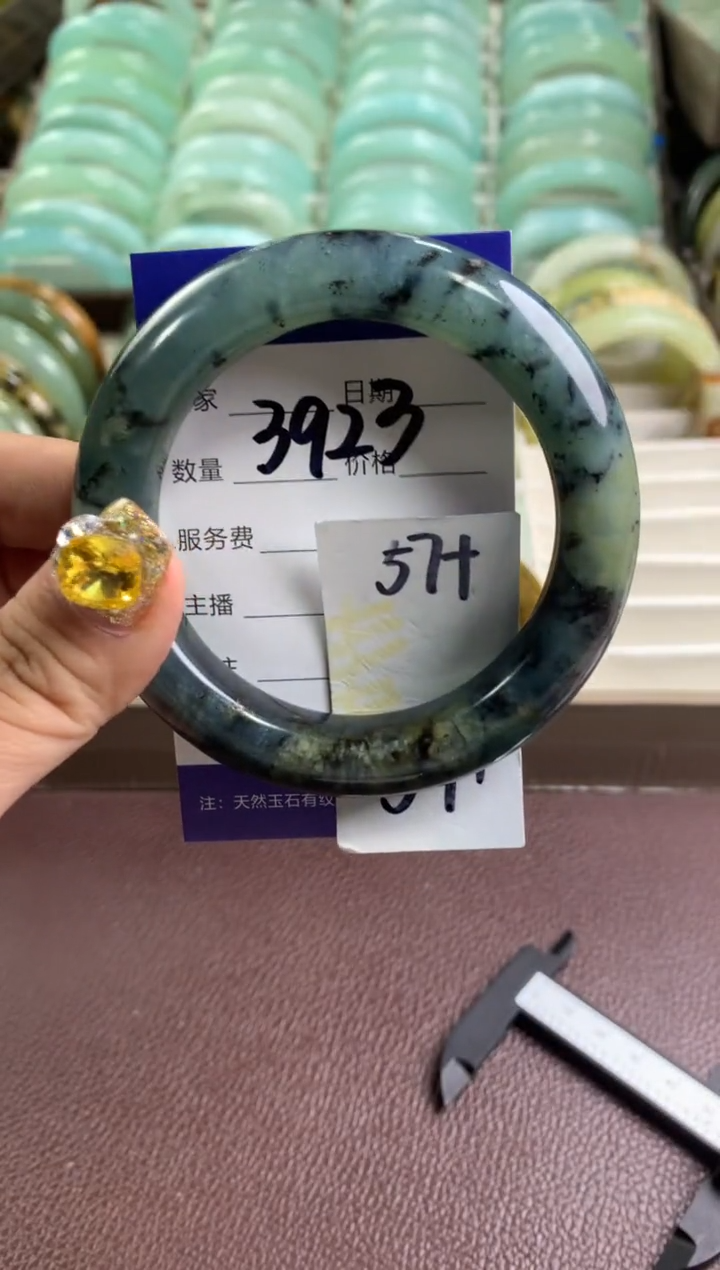 家 日期
3923
数量 价格
服务费
57+
主播
注：天然玉石有纹